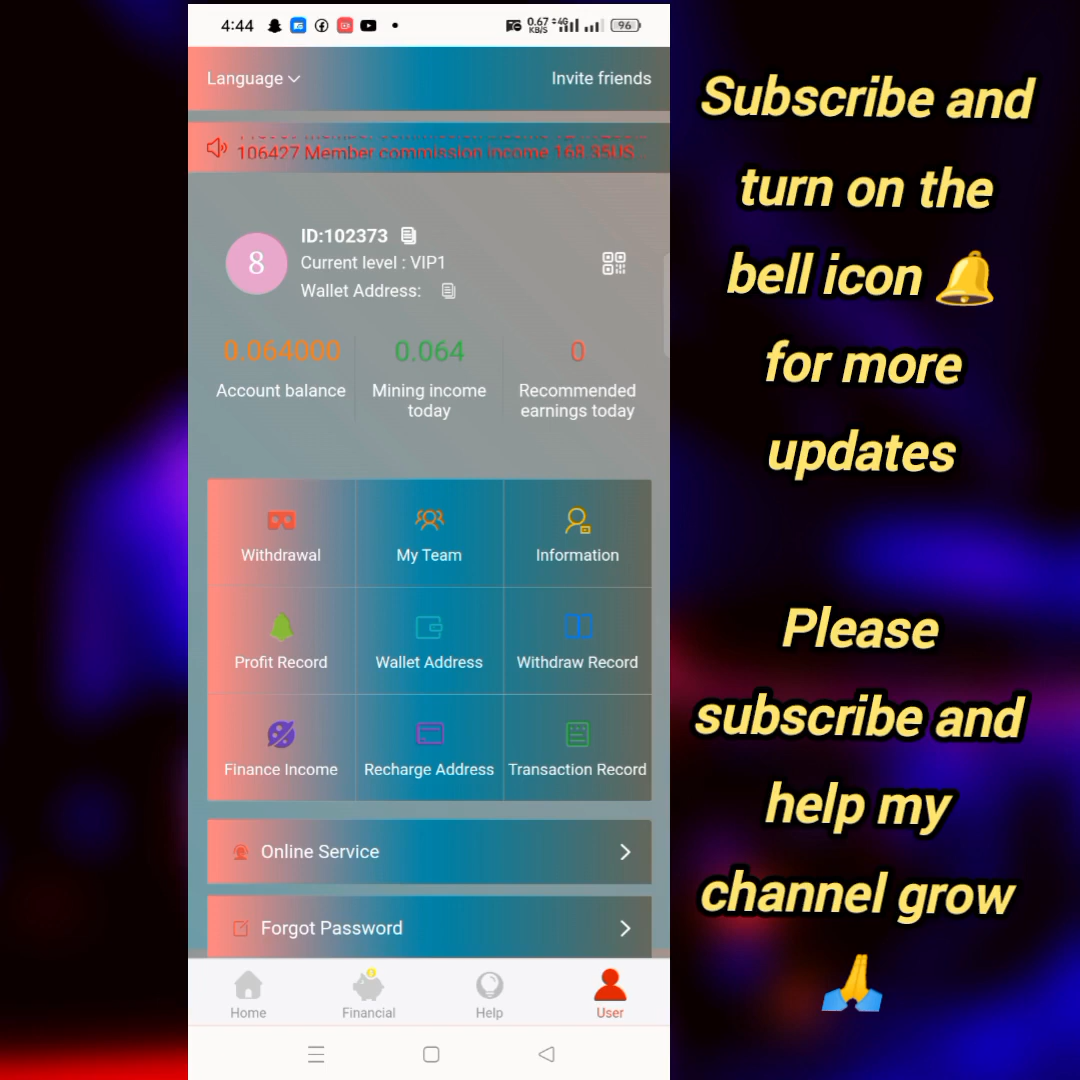 4:44
0.67 KB/S 4G 96
Language
Invite friends
106427 Member commission income 168.35US
8
ID:102373
Current level : VIP1
Wallet Address:
0.064000
0.064
0
Account balance
Mining income
today
Recommended
earnings today
Withdrawal
My Team
Information
Profit Record
Wallet Address
Withdraw Record
Finance Income
Recharge Address
Transaction Record
Online Service
Forgot Password
Home
Financial
Help
User
Subscribe and
turn on the
bell icon 🔔
for more
updates
Please
subscribe and
help my
channel grow
🙏